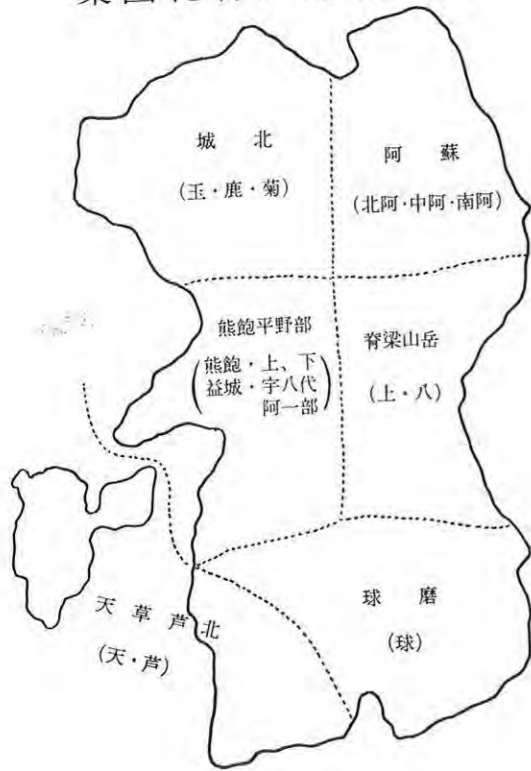 城北
(玉・鹿・菊)
阿蘇
(北阿・中阿・南阿)
熊飽平野部
(熊飽・上、下
益城・宇八代
阿一部)
脊梁山岳
(上・八)
天草芦北
(天・芦)
球磨
(球)